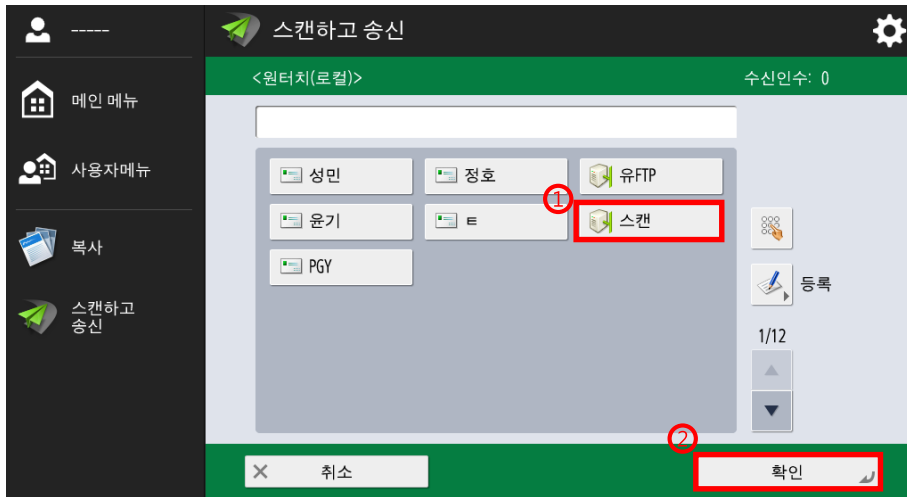 -----
스캔하고 송신
<원터치(로컬)>
수신인수: 0
메인 메뉴
사용자메뉴
복사
스캔하고
송신
성민
정호
유FTP
①
윤기
ㅌ
스캔
PGY
등록
1/12
②
취소
확인